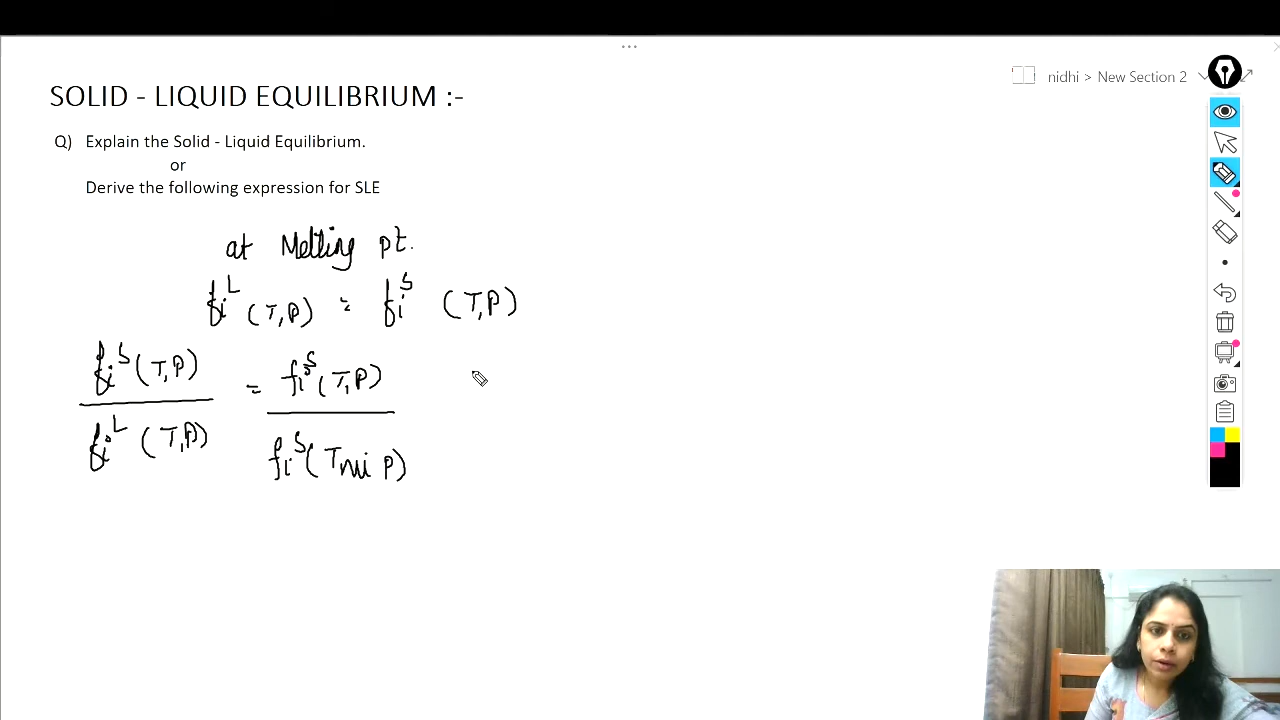 nidhi > New Section 2
SOLID - LIQUID EQUILIBRIUM :-
Q) Explain the Solid - Liquid Equilibrium.
or
Derive the following expression for SLE
at Melting pt.
fi^L (T,P) = fi^S (T,P)
fi^S (T,P) / fi^L (T,P) = fi^S (T,P) / fi^S (Tmi P)